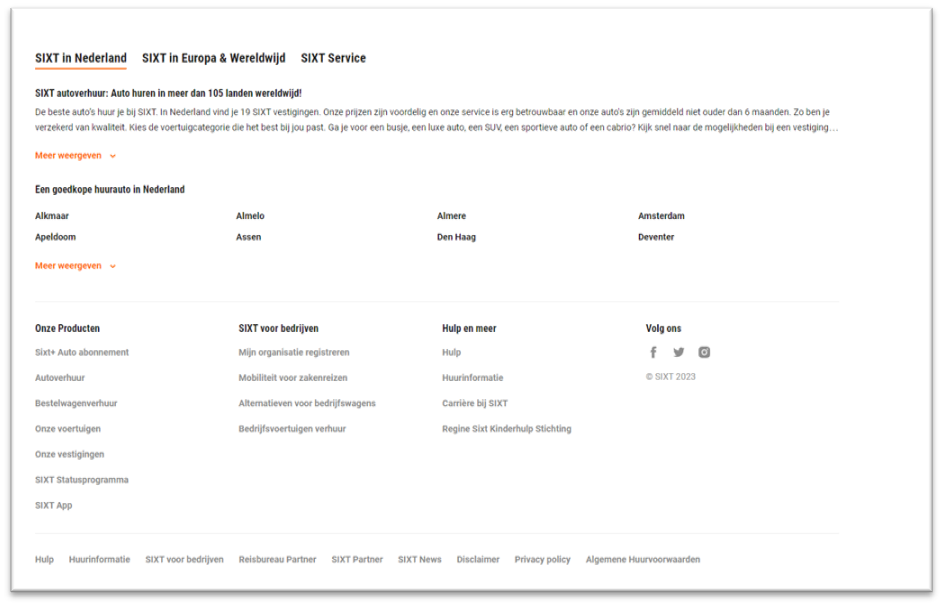 SIXT in Nederland SIXT in Europa & Wereldwijd SIXT Service
SIXT autoverhuur: Auto huren in meer dan 105 landen wereldwijd!
De beste auto's huur je bij SIXT. In Nederland vind je 19 SIXT vestigingen. Onze prijzen zijn voordelig en onze service is erg betrouwbaar en onze auto's zijn gemiddeld niet ouder dan 6 maanden. Zo ben je
verzekerd van kwaliteit. Kies de voertuigcategorie die het best bij jou past. Ga je voor een busje, een luxe auto, een SUV, een sportieve auto of een cabrio? Kijk snel naar de mogelijkheden bij een vestiging…
Meer weergeven
Een goedkope huurauto in Nederland
Alkmaar Almelo Almere Amsterdam
Apeldoorn Assen Den Haag Deventer
Meer weergeven
Onze Producten SIXT voor bedrijven Hulp en meer Volg ons
Sixt+ Auto abonnement Mijn organisatie registreren Hulp
Autoverhuur Mobiliteit voor zakenreizen Huurinformatie © SIXT 2023
Bestelwagenverhuur Alternatieven voor bedrijfswagens Carrière bij SIXT
Onze voertuigen Bedrijfsvoertuigen verhuur Regine Sixt Kinderhulp Stichting
Onze vestigingen
SIXT Statusprogramma
SIXT App
Hulp Huurinformatie SIXT voor bedrijven Reisbureau Partner SIXT Partner SIXT News Disclaimer Privacy policy Algemene Huurvoorwaarden